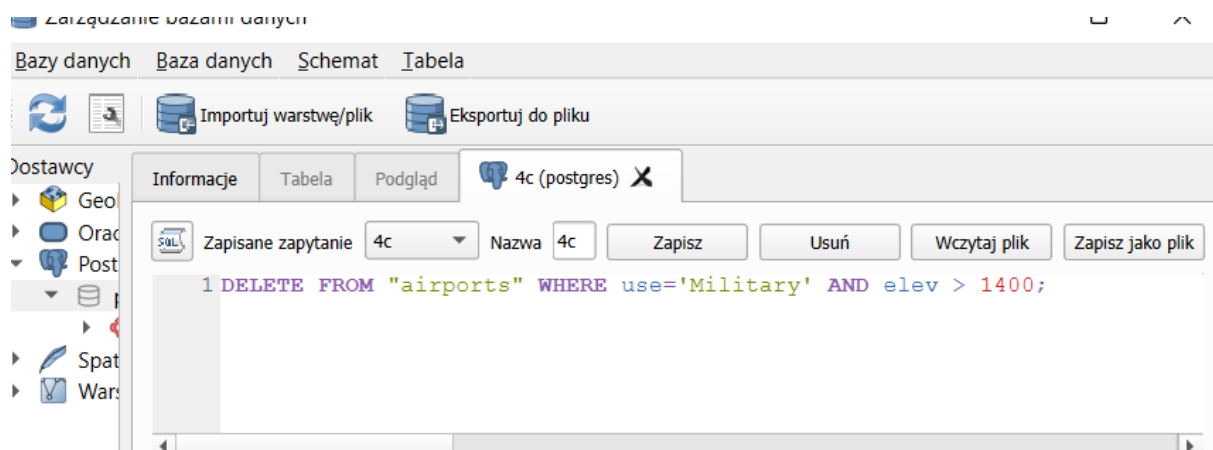 Zarządzanie bazami danych
Bazy danych Baza danych Schemat Tabela
Importuj warstwę/plik Eksportuj do pliku
Dostawcy
Informacje Tabela Podgląd 4c (postgres)
Geo
Orac
SQL Zapisane zapytanie 4c Nazwa 4c Zapisz Usuń Wczytaj plik Zapisz jako plik
Post
1 DELETE FROM "airports" WHERE use='Military' AND elev > 1400;
p
Spat
Wars